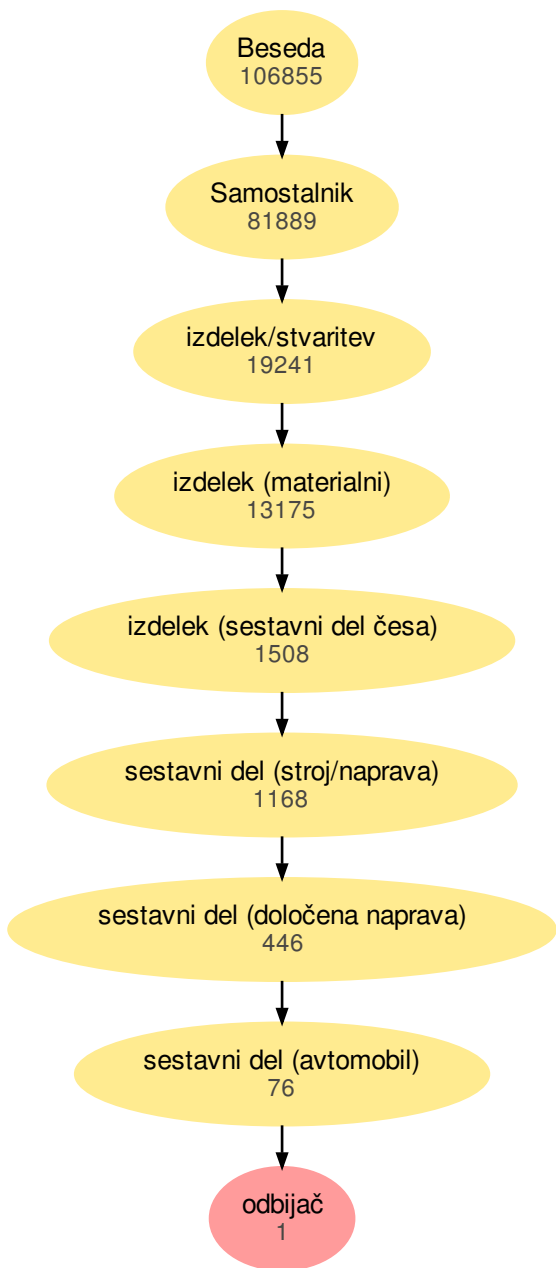 Beseda
106855
Samostalnik
81889
izdelek/stvaritev
19241
izdelek (materialni)
13175
izdelek (sestavni del česa)
1508
sestavni del (stroj/naprava)
1168
sestavni del (določena naprava)
446
sestavni del (avtomobil)
76
odbijač
1